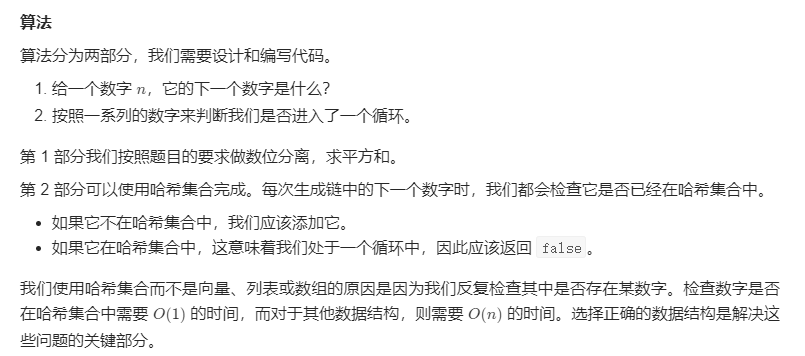 算法
算法分为两部分，我们需要设计和编写代码。
1. 给一个数字 n，它的下一个数字是什么？
2. 按照一系列的数字来判断我们是否进入了一个循环。
第 1 部分我们按照题目的要求做数位分离，求平方和。
第 2 部分可以使用哈希集合完成。每次生成链中的下一个数字时，我们都会检查它是否已经在哈希集合中。
• 如果它不在哈希集合中，我们应该添加它。
• 如果它在哈希集合中，这意味着我们处于一个循环中，因此应该返回 false。
我们使用哈希集合而不是向量、列表或数组的原因是因为我们反复检查其中是否存在某数字。检查数字是否
在哈希集合中需要 O(1) 的时间，而对于其他数据结构，则需要 O(n) 的时间。选择正确的数据结构是解决这
些问题的关键部分。